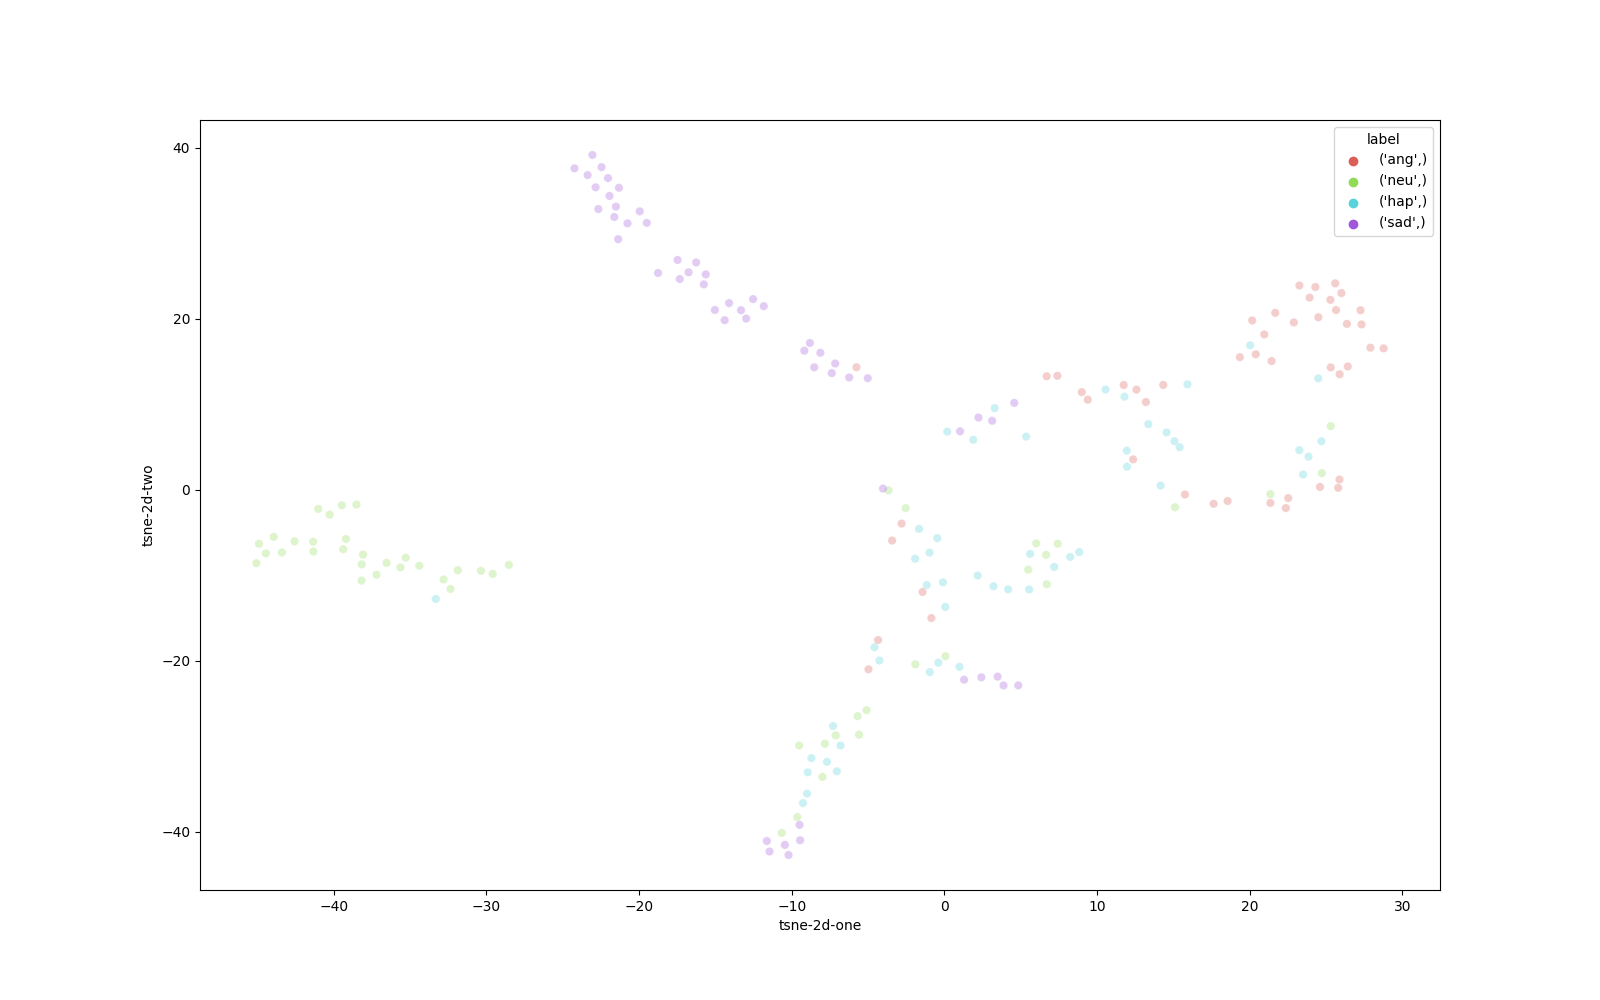 label
('ang',)
('neu',)
('hap',)
('sad',)
40
20
0
−20
−40
tsne-2d-two
−40 −30 −20 −10 0 10 20 30
tsne-2d-one